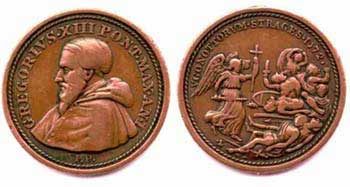 GREGORIVS·XIII·PONT·MAX·AN·I
F·P·
VGONOTTORVM·STRAGES·1572